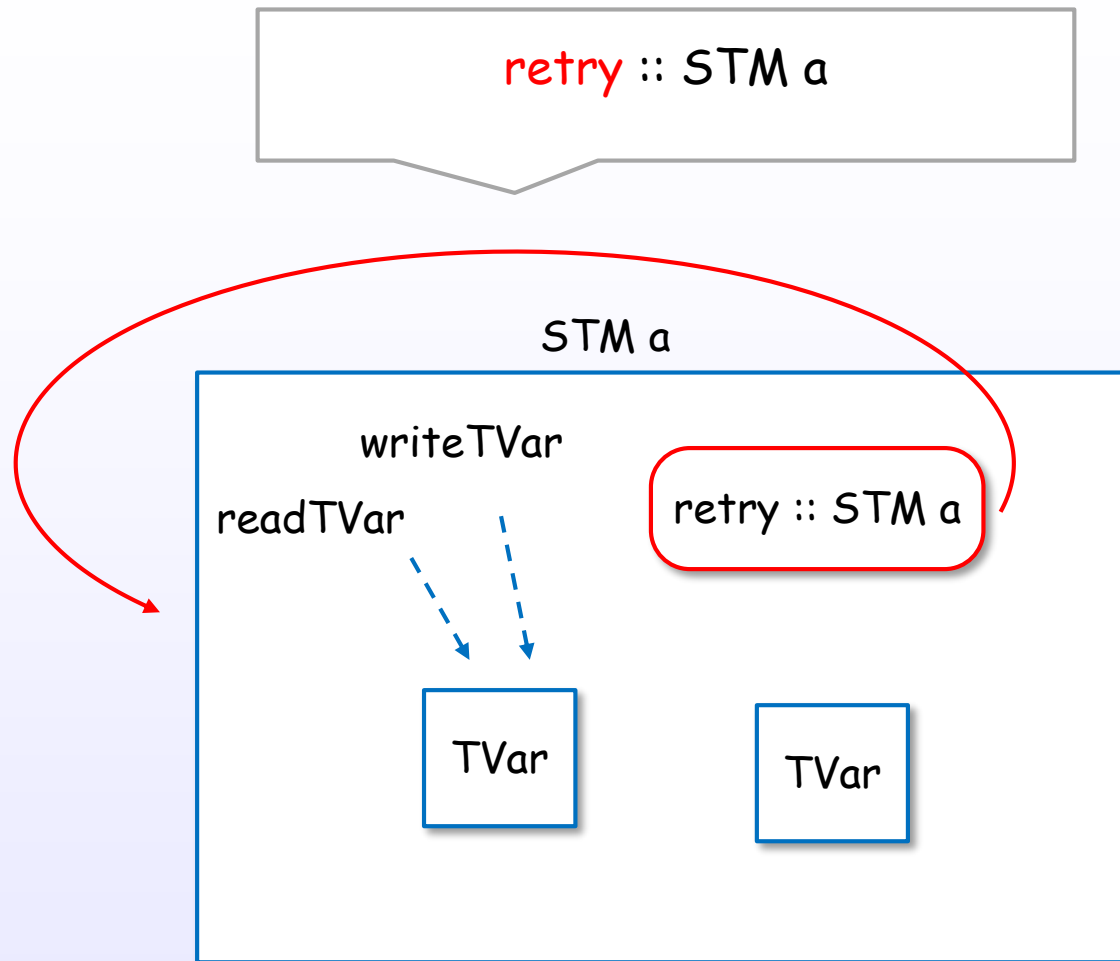 retry :: STM a
STM a
writeTVar
readTVar
retry :: STM a
TVar
TVar